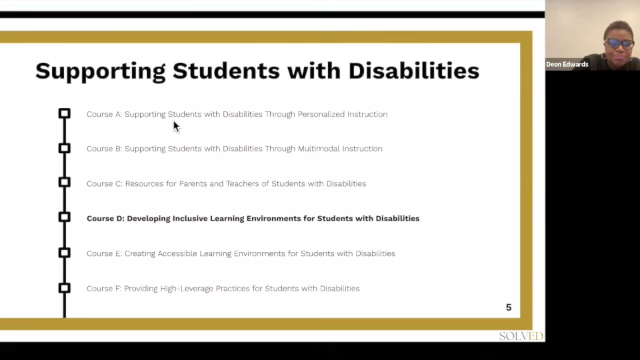 Supporting Students with Disabilities
Course A: Supporting Students with Disabilities Through Personalized Instruction
Course B: Supporting Students with Disabilities Through Multimodal Instruction
Course C: Resources for Parents and Teachers of Students with Disabilities
Course D: Developing Inclusive Learning Environments for Students with Disabilities
Course E: Creating Accessible Learning Environments for Students with Disabilities
Course F: Providing High-Leverage Practices for Students with Disabilities
5
SOLVED
Deon Edwards